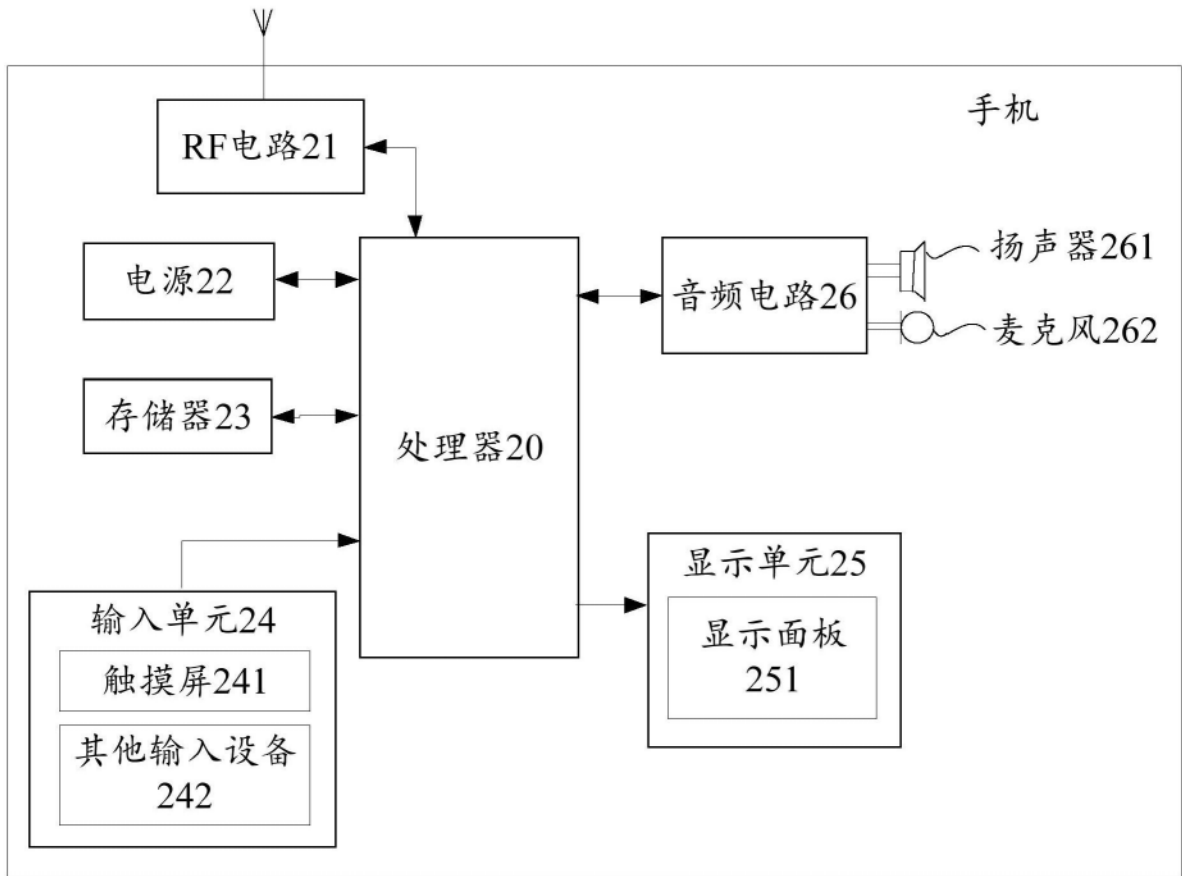 手机
RF电路21
电源22
音频电路26
扬声器261
麦克风262
存储器23
处理器20
输入单元24
触摸屏241
其他输入设备
242
显示单元25
显示面板
251